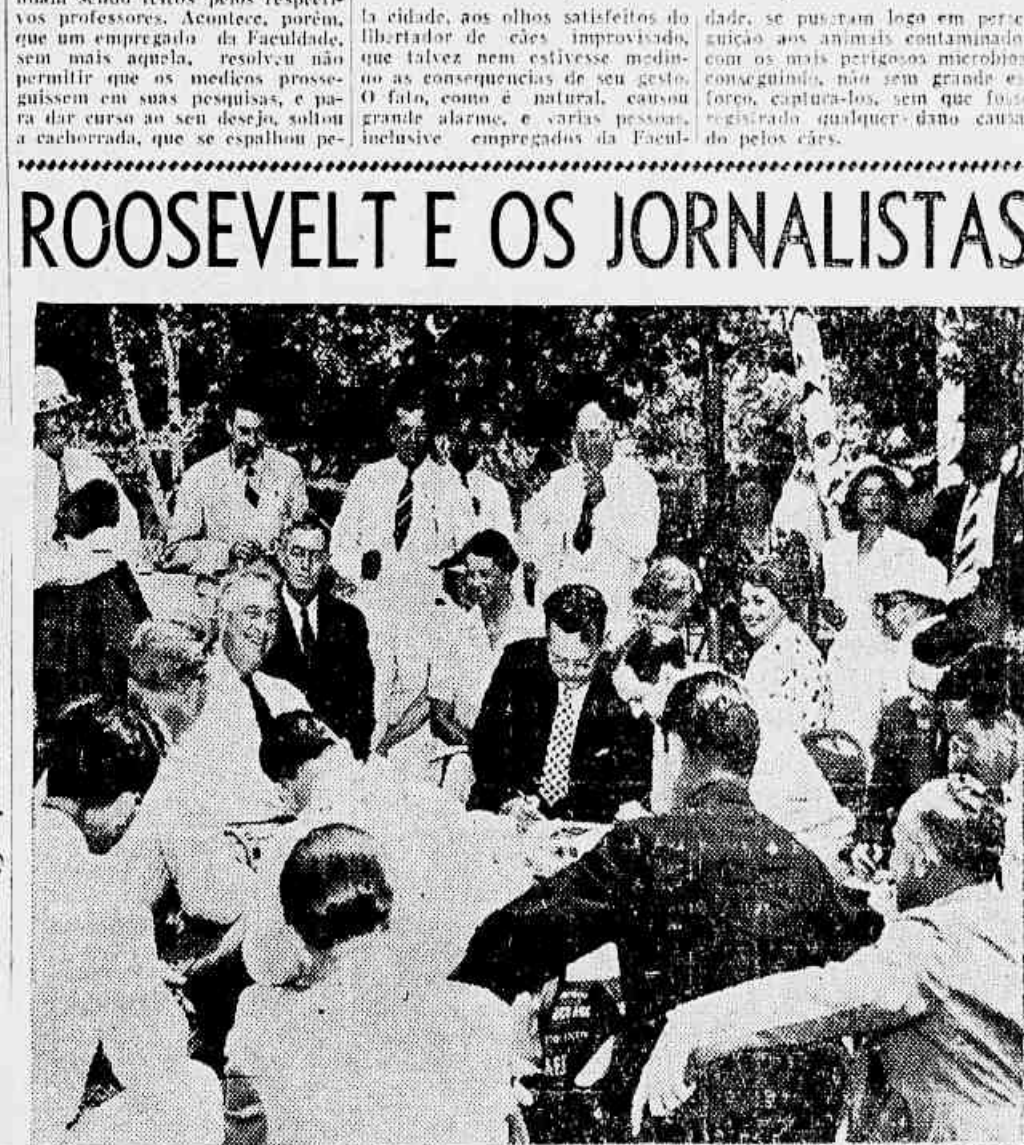 vos professores. Acontece, porém,
que um empregado da Faculdade,
sem mais aquela, resolveu não
permitir que os medicos prosse-
guissem em suas pesquisas, e pa-
ra dar curso ao seu desejo, soltou
a cachorrada, que se espalhou pe-
la cidade, aos olhos satisfeitos do
libertador de cães improvisado,
que talvez nem estivesse medin-
do as consequencias de seu gesto.
O fato, como é natural, causou
grande alarme, e varias pessoas,
inclusive empregados da Facul-
dade, se puseram logo em perse
guição aos animais contaminado
com os mais perigosos microbios
conseguindo, não sem grande es
forço, captura-los, sem que foss
registrado qualquer dano causa
do pelos cães.
ROOSEVELT E OS JORNALISTAS